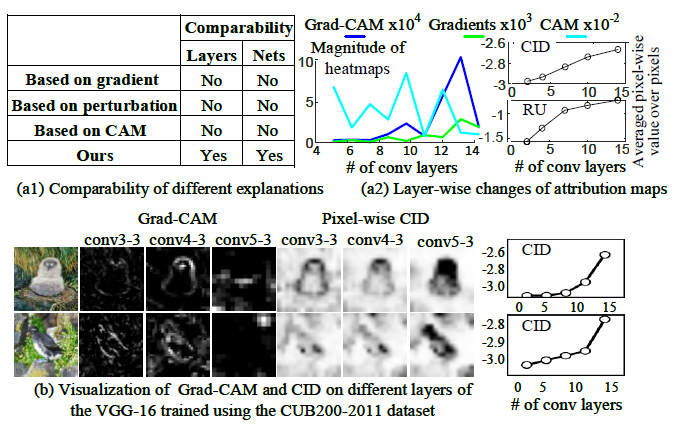 Comparability
Layers Nets
Based on gradient No No
Based on perturbation No No
Based on CAM No No
Ours Yes Yes
(a1) Comparability of different explanations
Grad-CAM x10⁴ Gradients x10³ CAM x10⁻²
Magnitude of
heatmaps
10
5
0
4 6 8 10 12 14
# of conv layers
-2.6
CID
-3
0 5 10 15
RU
-1
-1.5
0 5 10 15
# of conv layers
Averaged pixel-wise
value over pixels
(a2) Layer-wise changes of attribution maps
Grad-CAM Pixel-wise CID
conv3-3 conv4-3 conv5-3 conv3-3 conv4-3 conv5-3
-2.6
CID
-2.8
-3.0
-2.8
CID
-2.9
-3.0
0 5 10 15
# of conv layers
(b) Visualization of Grad-CAM and CID on different layers of
the VGG-16 trained using the CUB200-2011 dataset